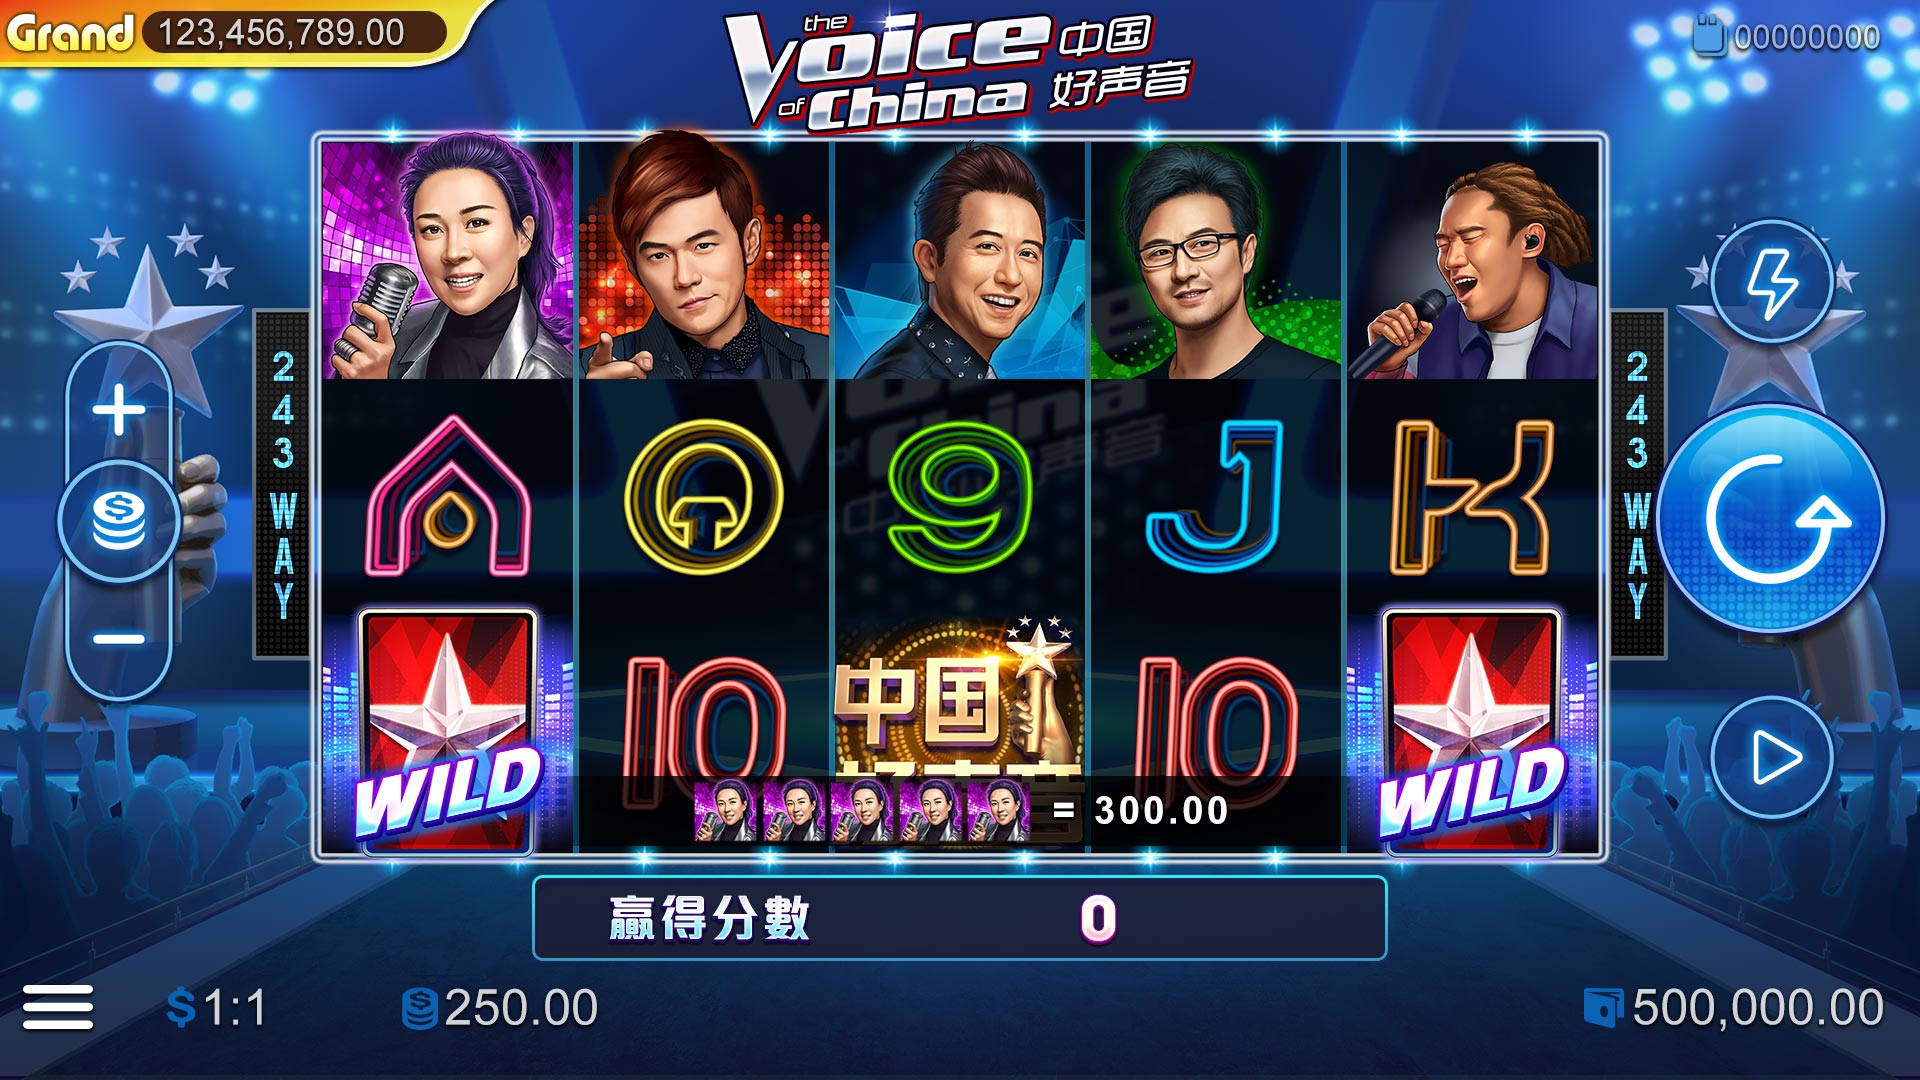 Grand 123,456,789.00
the Voice of China 中国好声音
00000000
243 WAY
243 WAY
A Q 9 J K
WILD 10 中国 10 WILD
= 300.00
贏得分數 0
$ 1:1
250.00
500,000.00